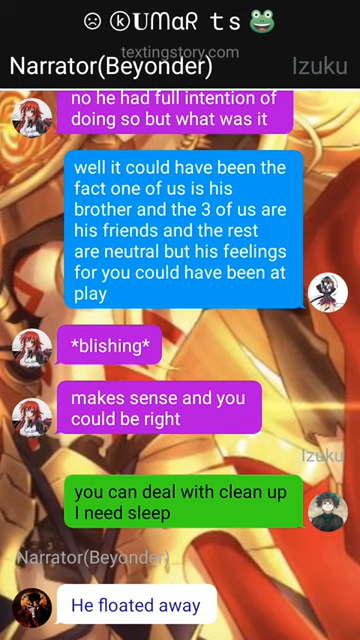 ☹ ⓚ𝐔ᗰɑᖇ ｔｓ🐸
textingstory.com
Narrator(Beyonder) Izuku
no he had full intention of
doing so but what was it
well it could have been the
fact one of us is his
brother and the 3 of us are
his friends and the rest
are neutral but his feelings
for you could have been at
play
*blishing*
makes sense and you
could be right
Izuku
you can deal with clean up
I need sleep
Narrator(Beyonder)
He floated away